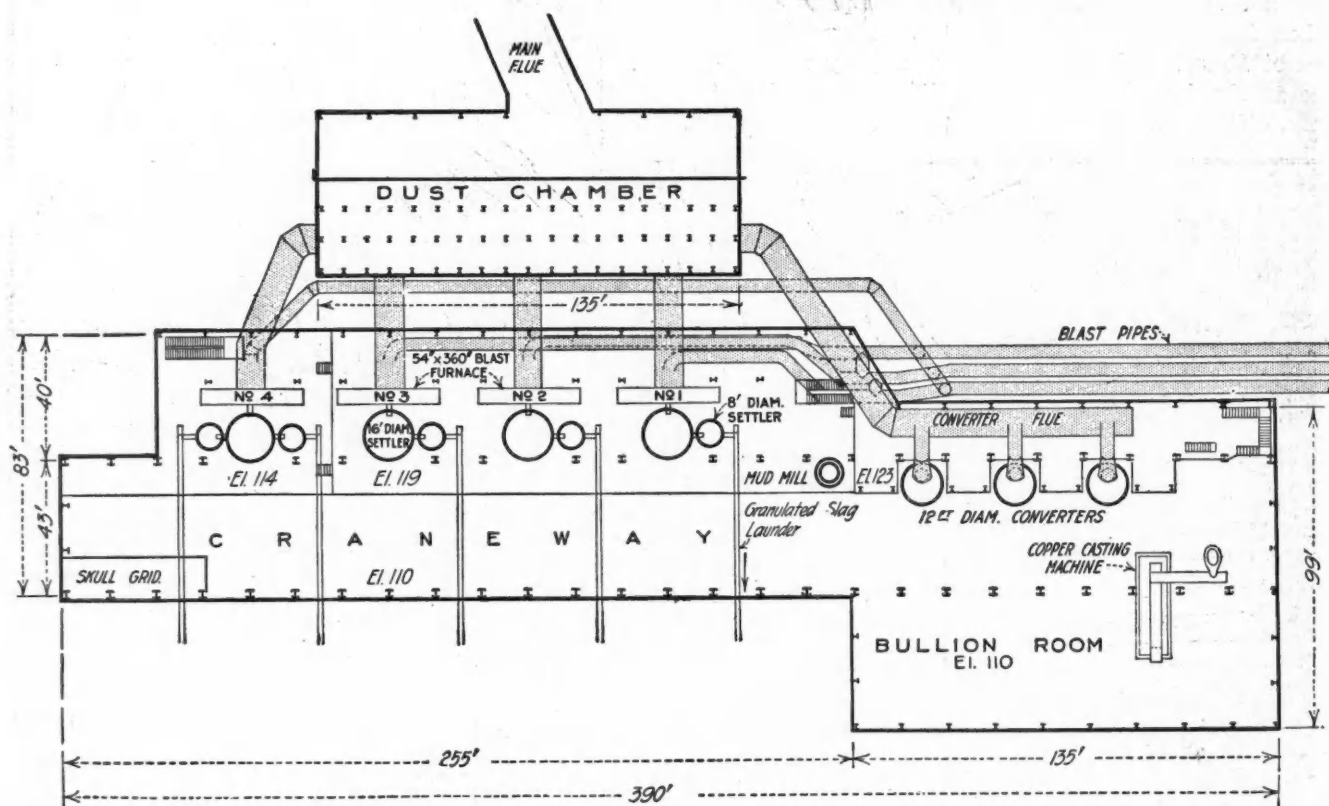 MAIN
FLUE
DUST CHAMBER
135'
BLAST PIPES
54"x360" BLAST
FURNACE
Nº 4
Nº 3
Nº 2
Nº 1
8' DIAM.
SETTLER
16' DIAM.
SETTLER
CONVERTER FLUE
40'
83'
43'
El. 114
El. 119
MUD MILL
El. 123
Granulated Slag
Launder
12 FT DIAM. CONVERTERS
CRANEWAY
COPPER CASTING
MACHINE
SKULL GRID.
El. 110
99'
BULLION ROOM
El. 110
255'
135'
390'